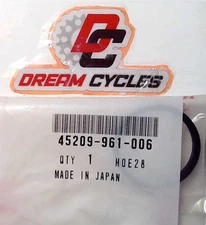 DC
DREAM CYCLES
45209-961-006
QTY 1 HOE28
MADE IN JAPAN